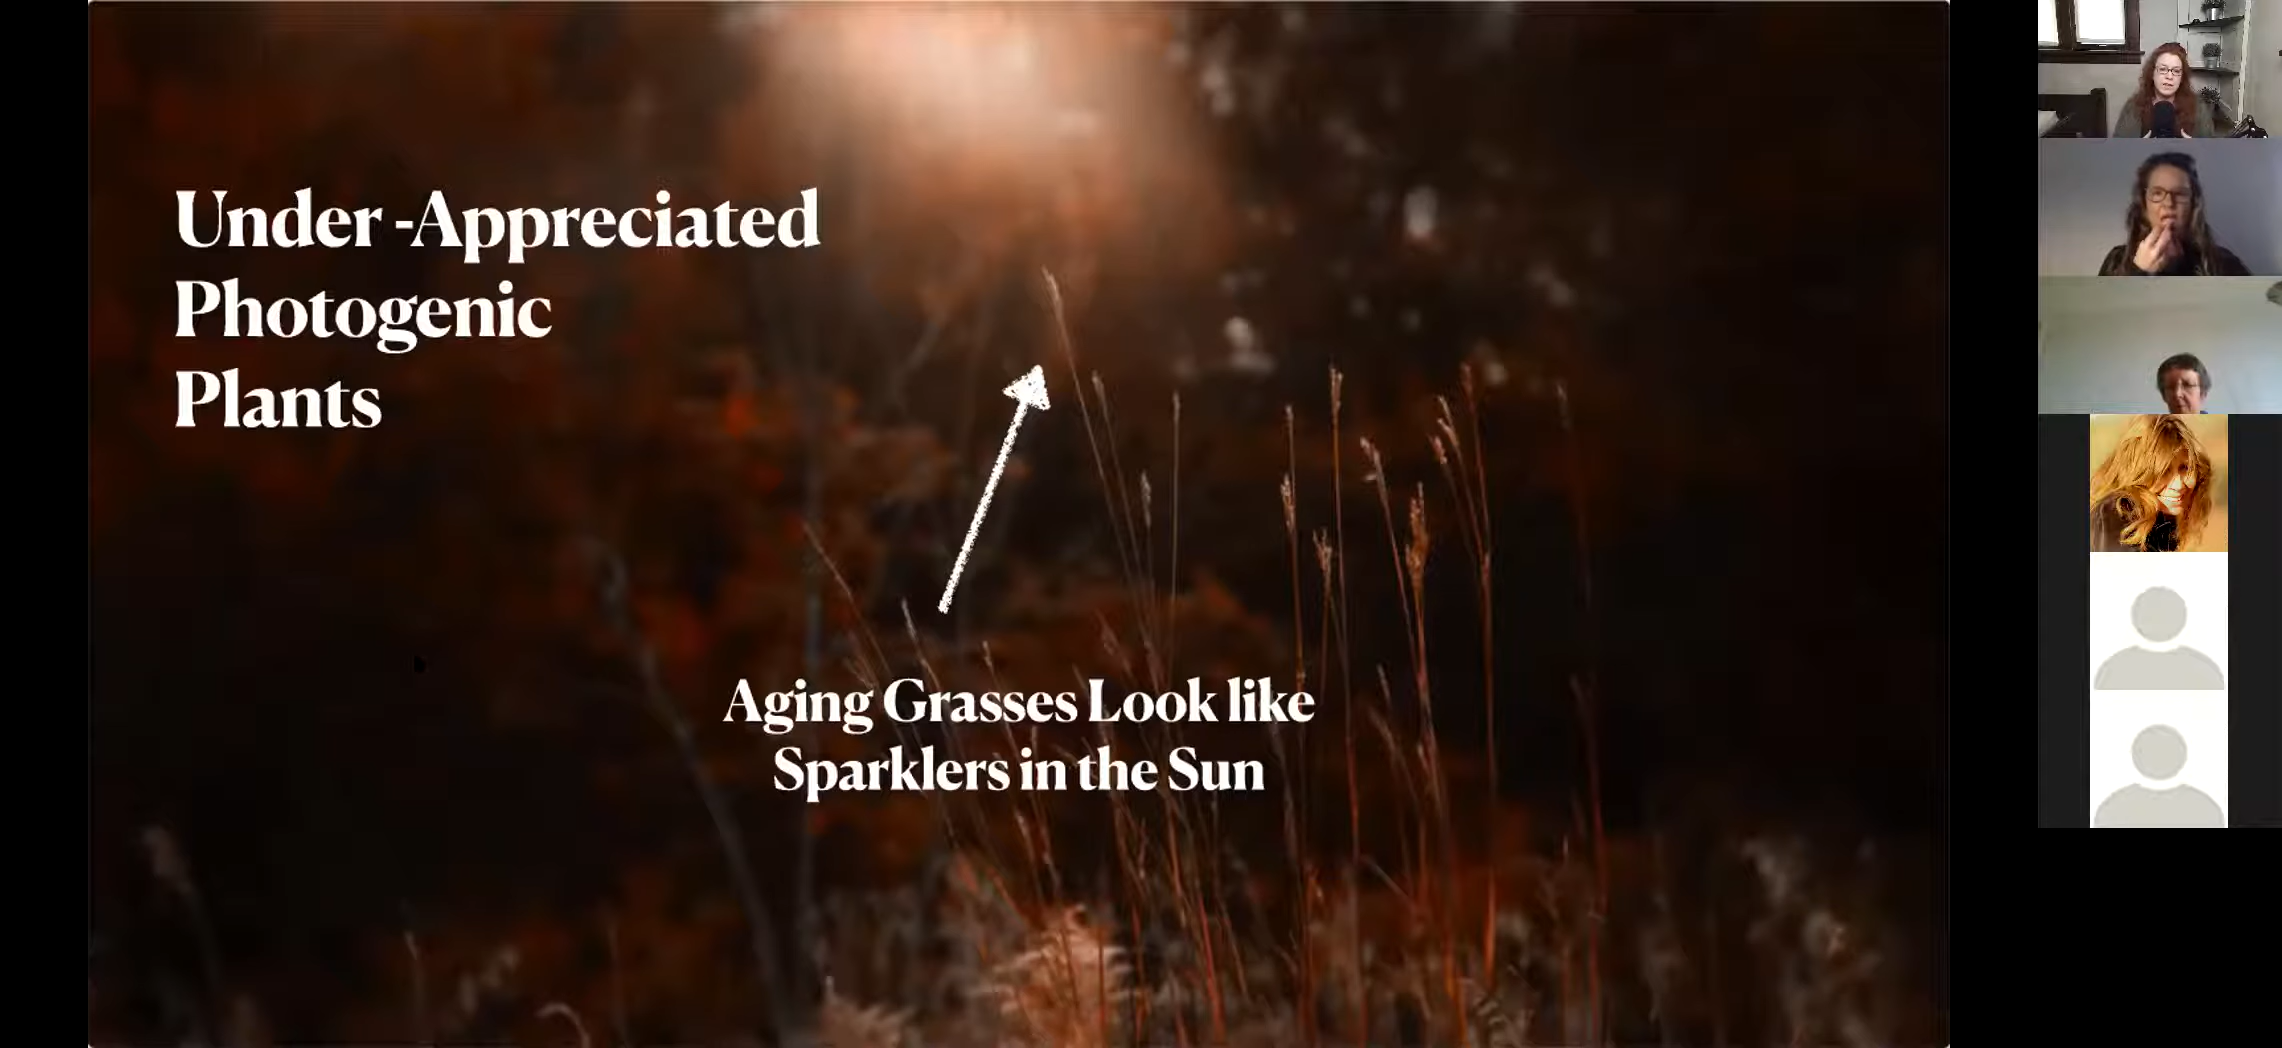 Under -Appreciated
Photogenic
Plants
Aging Grasses Look like
Sparklers in the Sun